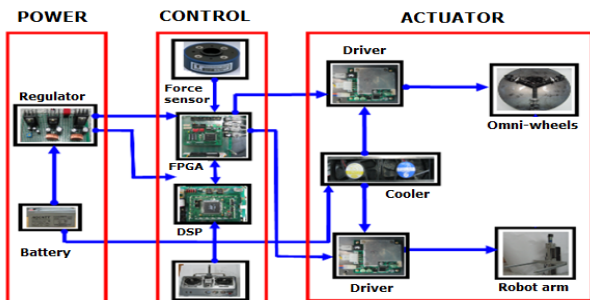 POWER
CONTROL
ACTUATOR
Regulator
Battery
Force
sensor
FPGA
DSP
Driver
Omni-wheels
Cooler
Driver
Robot arm